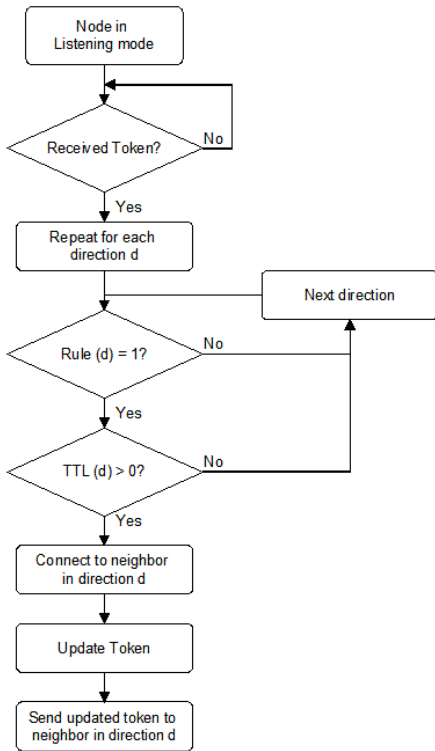 Node in
Listening mode
Received Token?
No
Yes
Repeat for each
direction d
Next direction
Rule (d) = 1?
No
Yes
TTL (d) > 0?
No
Yes
Connect to neighbor
in direction d
Update Token
Send updated token to
neighbor in direction d